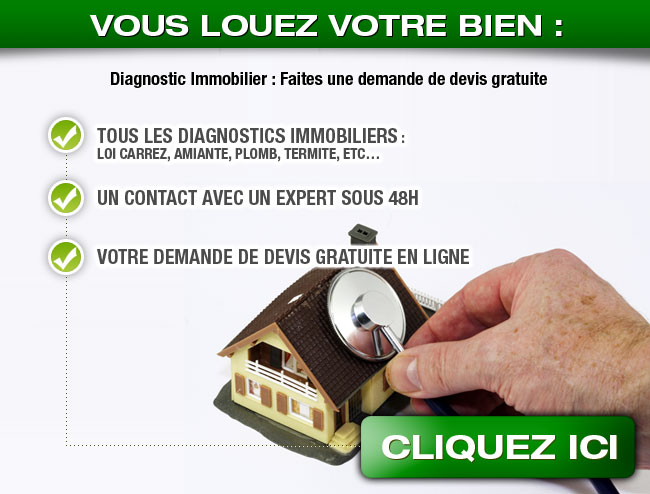 VOUS LOUEZ VOTRE BIEN :
Diagnostic Immobilier : Faites une demande de devis gratuite
TOUS LES DIAGNOSTICS IMMOBILIERS :
LOI CARREZ, AMIANTE, PLOMB, TERMITE, ETC...
UN CONTACT AVEC UN EXPERT SOUS 48H
VOTRE DEMANDE DE DEVIS GRATUITE EN LIGNE
CLIQUEZ ICI